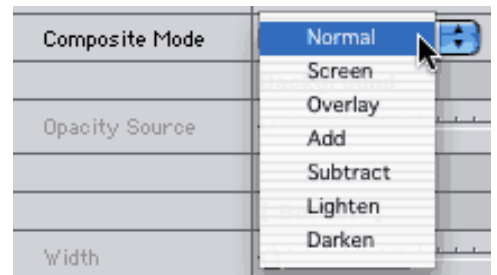 Composite Mode
Normal
Screen
Overlay
Opacity Source
Add
Subtract
Lighten
Darken
Width